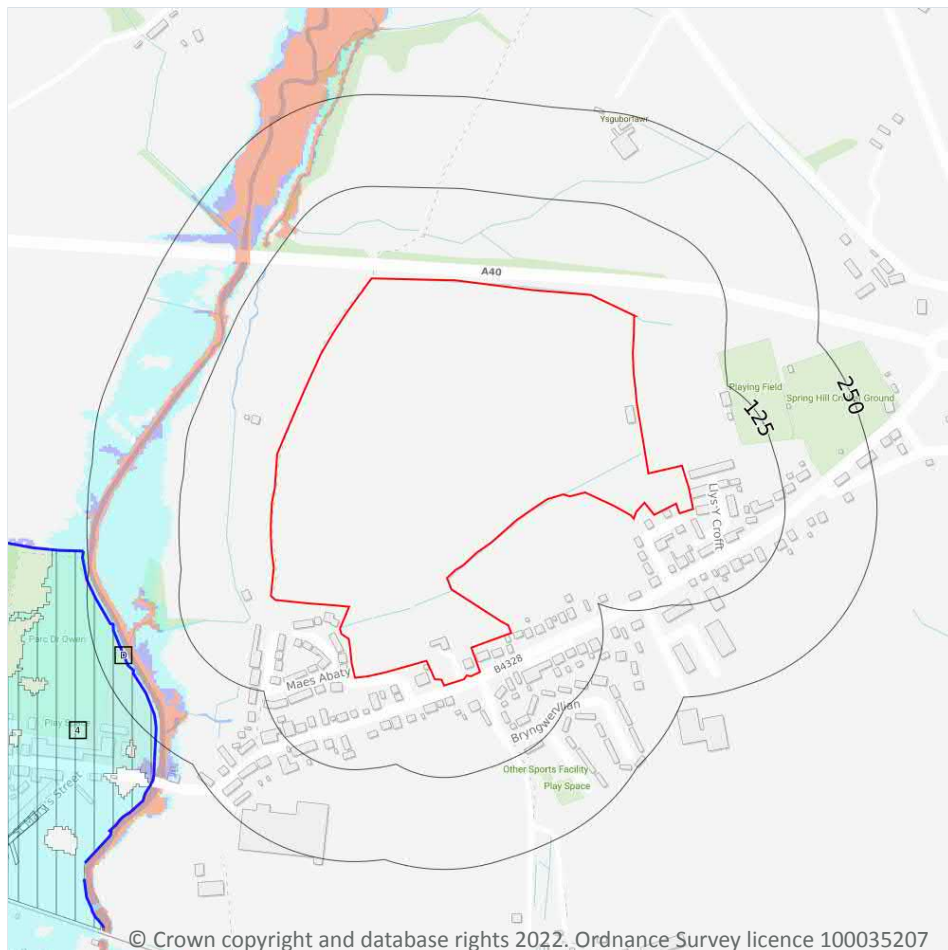 Ysguborfawr
A40
Playing Field
Spring Hill Cricket Ground
250
125
Llys-Y Crofft
Parc Dr Owen
D
4
Maes Abaty
B4328
Bryngwenllian
Other Sports Facility
Play Space
© Crown copyright and database rights 2022. Ordnance Survey licence 100035207